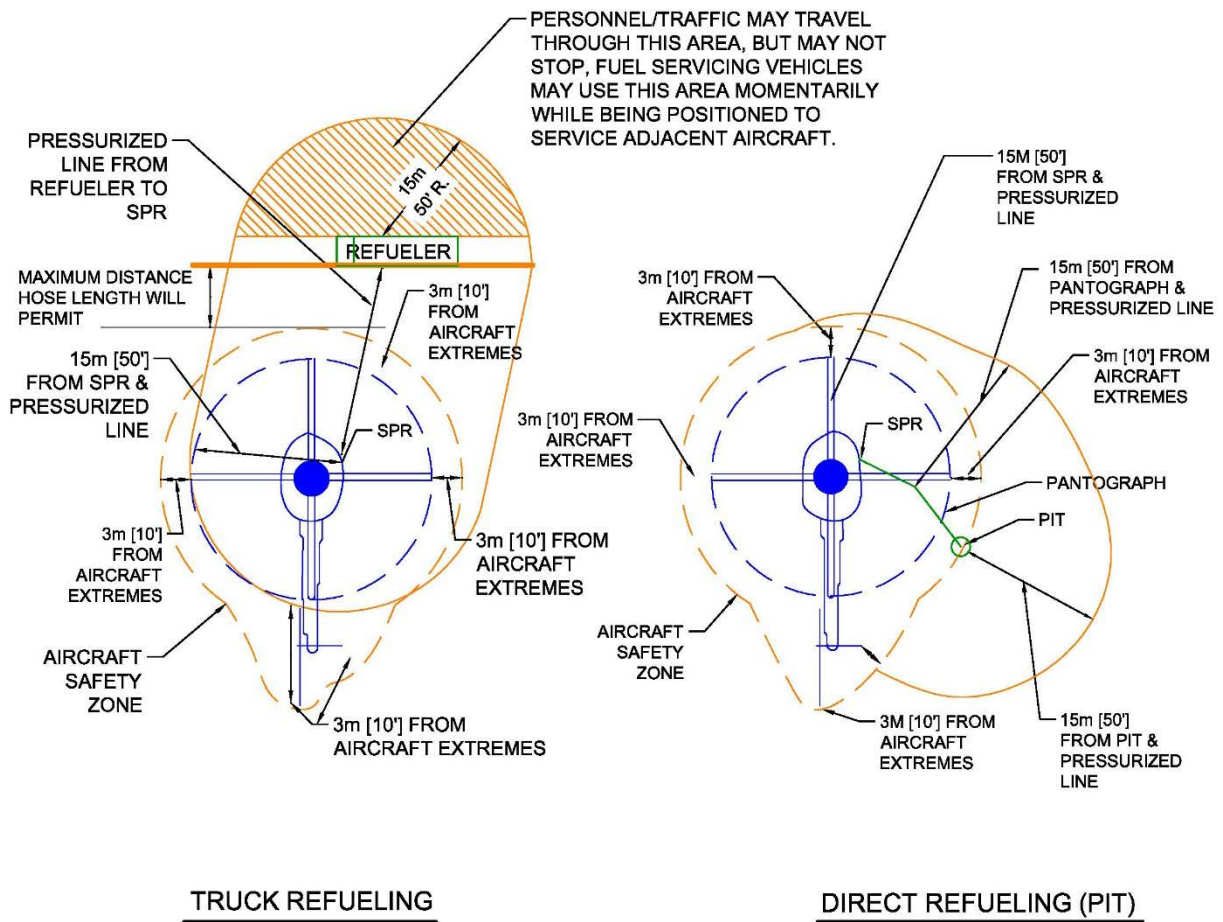 PERSONNEL/TRAFFIC MAY TRAVEL
THROUGH THIS AREA, BUT MAY NOT
STOP, FUEL SERVICING VEHICLES
MAY USE THIS AREA MOMENTARILY
WHILE BEING POSITIONED TO
SERVICE ADJACENT AIRCRAFT.
PRESSURIZED
LINE FROM
REFUELER TO
SPR
15m
50' R.
REFUELER
MAXIMUM DISTANCE
HOSE LENGTH WILL
PERMIT
3m [10']
FROM
AIRCRAFT
EXTREMES
15m [50']
FROM SPR &
PRESSURIZED
LINE
SPR
3m [10']
FROM
AIRCRAFT
EXTREMES
3m [10'] FROM
AIRCRAFT
EXTREMES
AIRCRAFT
SAFETY
ZONE
3m [10'] FROM
AIRCRAFT EXTREMES
TRUCK REFUELING
15M [50']
FROM SPR &
PRESSURIZED
LINE
3m [10'] FROM
AIRCRAFT
EXTREMES
15m [50'] FROM
PANTOGRAPH &
PRESSURIZED LINE
3m [10'] FROM
AIRCRAFT
EXTREMES
3m [10'] FROM
AIRCRAFT
EXTREMES
SPR
PANTOGRAPH
PIT
AIRCRAFT
SAFETY
ZONE
3M [10'] FROM
AIRCRAFT
EXTREMES
15m [50']
FROM PIT &
PRESSURIZED
LINE
DIRECT REFUELING (PIT)